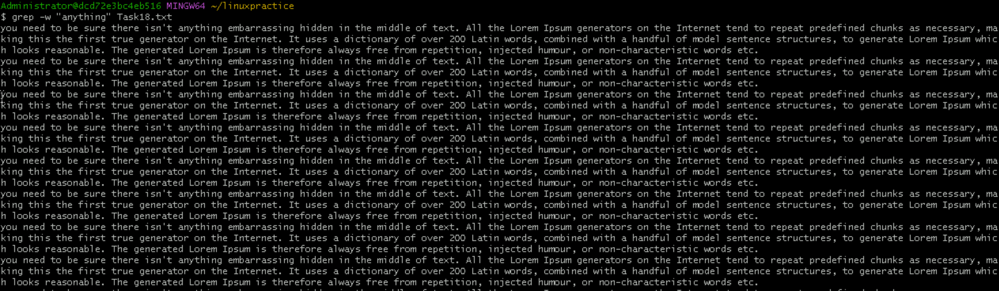 Administrator@dcd72e3bc4eb516 MINGW64 ~/linuxpractice
$ grep -w "anything" Task18.txt
you need to be sure there isn't anything embarrassing hidden in the middle of text. All the Lorem Ipsum generators on the Internet tend to repeat predefined chunks as necessary, ma
king this the first true generator on the Internet. It uses a dictionary of over 200 Latin words, combined with a handful of model sentence structures, to generate Lorem Ipsum whic
h looks reasonable. The generated Lorem Ipsum is therefore always free from repetition, injected humour, or non-characteristic words etc.
you need to be sure there isn't anything embarrassing hidden in the middle of text. All the Lorem Ipsum generators on the Internet tend to repeat predefined chunks as necessary, ma
king this the first true generator on the Internet. It uses a dictionary of over 200 Latin words, combined with a handful of model sentence structures, to generate Lorem Ipsum whic
h looks reasonable. The generated Lorem Ipsum is therefore always free from repetition, injected humour, or non-characteristic words etc.
you need to be sure there isn't anything embarrassing hidden in the middle of text. All the Lorem Ipsum generators on the Internet tend to repeat predefined chunks as necessary, ma
king this the first true generator on the Internet. It uses a dictionary of over 200 Latin words, combined with a handful of model sentence structures, to generate Lorem Ipsum whic
h looks reasonable. The generated Lorem Ipsum is therefore always free from repetition, injected humour, or non-characteristic words etc.
you need to be sure there isn't anything embarrassing hidden in the middle of text. All the Lorem Ipsum generators on the Internet tend to repeat predefined chunks as necessary, ma
king this the first true generator on the Internet. It uses a dictionary of over 200 Latin words, combined with a handful of model sentence structures, to generate Lorem Ipsum whic
h looks reasonable. The generated Lorem Ipsum is therefore always free from repetition, injected humour, or non-characteristic words etc.
you need to be sure there isn't anything embarrassing hidden in the middle of text. All the Lorem Ipsum generators on the Internet tend to repeat predefined chunks as necessary, ma
king this the first true generator on the Internet. It uses a dictionary of over 200 Latin words, combined with a handful of model sentence structures, to generate Lorem Ipsum whic
h looks reasonable. The generated Lorem Ipsum is therefore always free from repetition, injected humour, or non-characteristic words etc.
you need to be sure there isn't anything embarrassing hidden in the middle of text. All the Lorem Ipsum generators on the Internet tend to repeat predefined chunks as necessary, ma
king this the first true generator on the Internet. It uses a dictionary of over 200 Latin words, combined with a handful of model sentence structures, to generate Lorem Ipsum whic
h looks reasonable. The generated Lorem Ipsum is therefore always free from repetition, injected humour, or non-characteristic words etc.
you need to be sure there isn't anything embarrassing hidden in the middle of text. All the Lorem Ipsum generators on the Internet tend to repeat predefined chunks as necessary, ma
king this the first true generator on the Internet. It uses a dictionary of over 200 Latin words, combined with a handful of model sentence structures, to generate Lorem Ipsum whic
h looks reasonable. The generated Lorem Ipsum is therefore always free from repetition, injected humour, or non-characteristic words etc.
you need to be sure there isn't anything embarrassing hidden in the middle of text. All the Lorem Ipsum generators on the Internet tend to repeat predefined chunks as necessary, ma
king this the first true generator on the Internet. It uses a dictionary of over 200 Latin words, combined with a handful of model sentence structures, to generate Lorem Ipsum whic
h looks reasonable. The generated Lorem Ipsum is therefore always free from repetition, injected humour, or non-characteristic words etc.